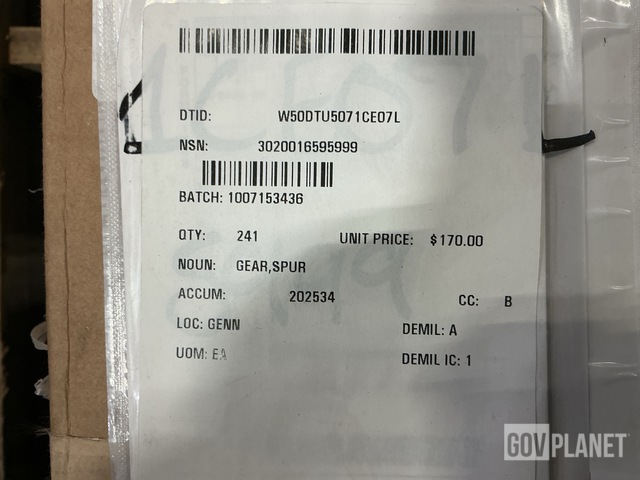 DTID: W50DTU5071CE07L
NSN: 3020016595999
BATCH: 1007153436
QTY: 241 UNIT PRICE: $170.00
NOUN: GEAR,SPUR
ACCUM: 202534 CC: B
LOC: GENN DEMIL: A
UOM: EA DEMIL IC: 1
GOVPLANET